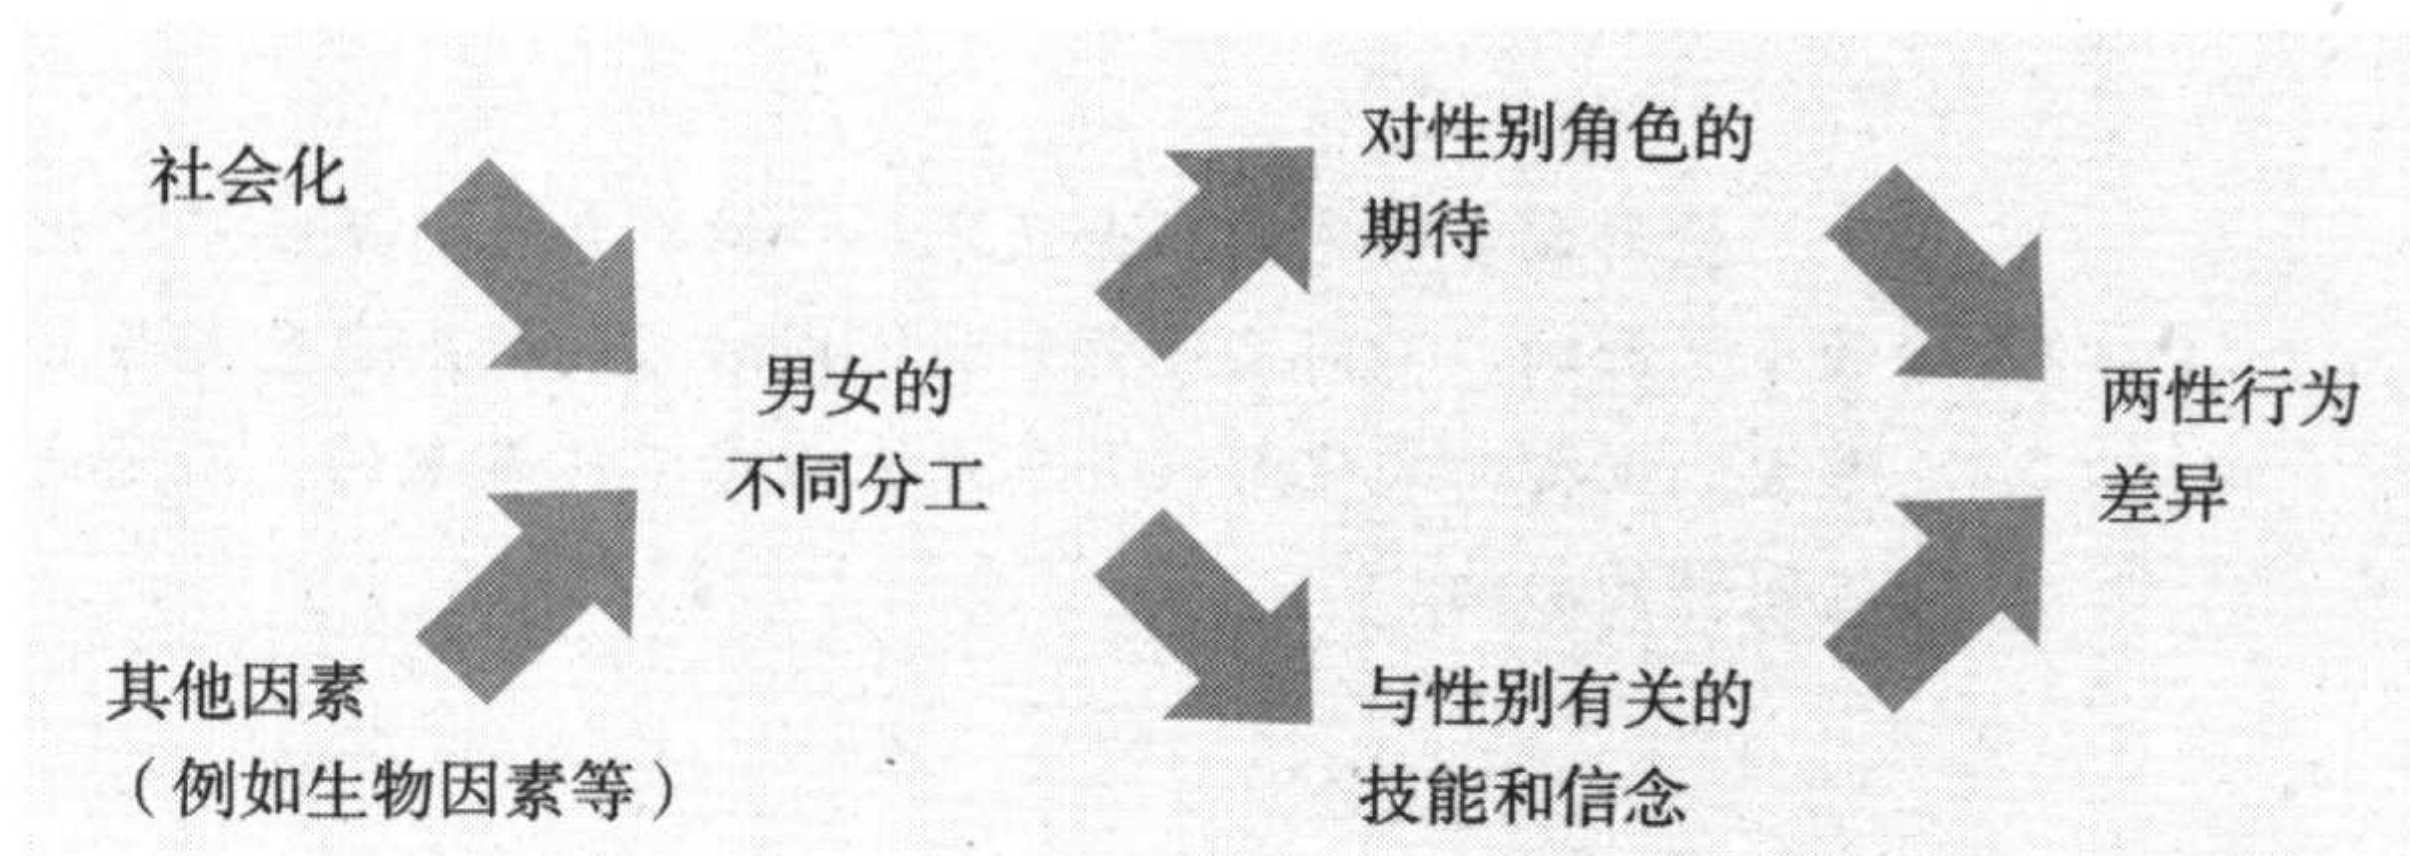 社会化
其他因素
（例如生物因素等）
男女的
不同分工
对性别角色的
期待
与性别有关的
技能和信念
两性行为
差异